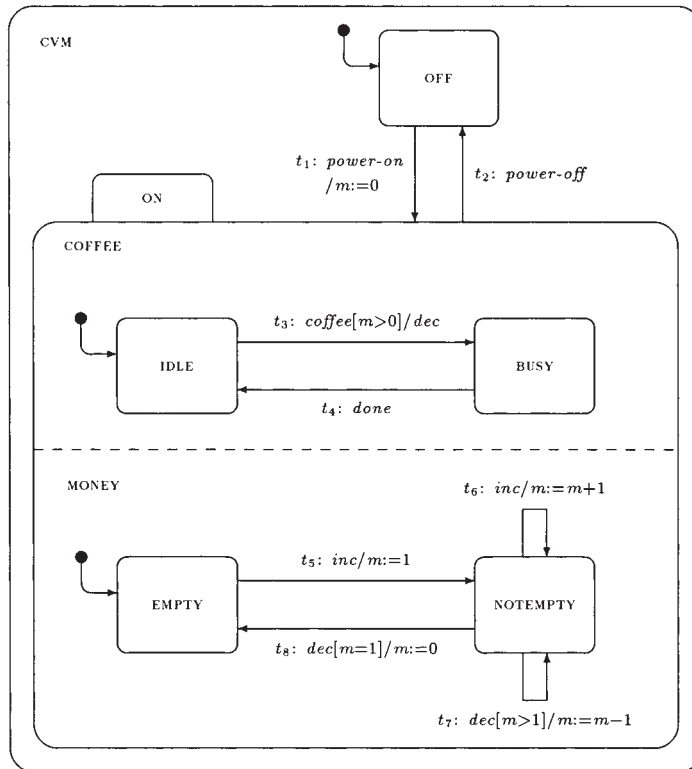 CVM
OFF
t₁: power-on
/m:=0
t₂: power-off
ON
COFFEE
t₃: coffee[m>0]/dec
IDLE
BUSY
t₄: done
MONEY
t₆: inc/m:=m+1
t₅: inc/m:=1
EMPTY
NOTEMPTY
t₈: dec[m=1]/m:=0
t₇: dec[m>1]/m:=m−1